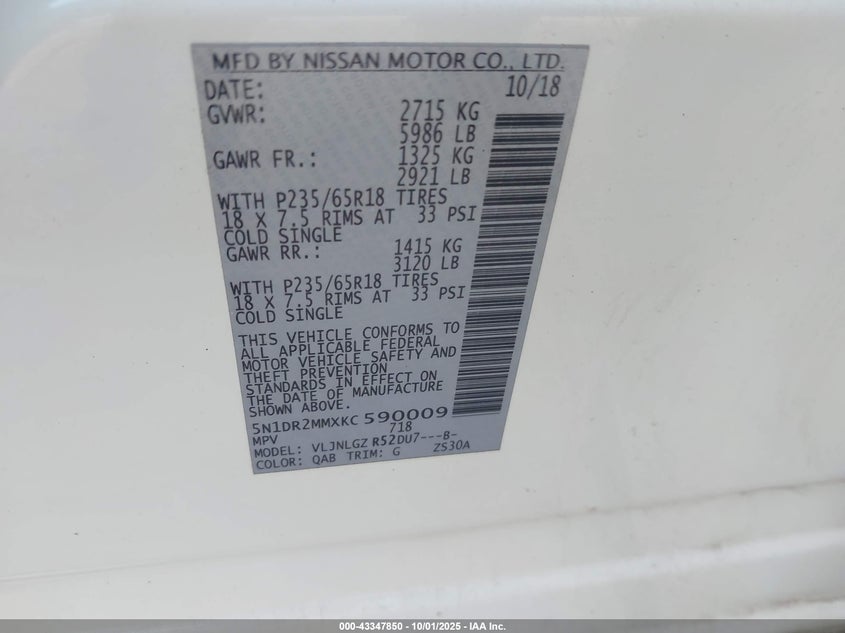 MFD BY NISSAN MOTOR CO., LTD.
DATE: 10/18
GVWR: 2715 KG
5986 LB
GAWR FR.: 1325 KG
2921 LB
WITH P235/65R18 TIRES
18 X 7.5 RIMS AT 33 PSI
COLD SINGLE
GAWR RR.: 1415 KG
3120 LB
WITH P235/65R18 TIRES
18 X 7.5 RIMS AT 33 PSI
COLD SINGLE
THIS VEHICLE CONFORMS TO
ALL APPLICABLE FEDERAL
MOTOR VEHICLE SAFETY AND
THEFT PREVENTION
STANDARDS IN EFFECT ON
THE DATE OF MANUFACTURE
SHOWN ABOVE.
5N1DR2MMXKC 590009
MPV 718
MODEL: VLJNLGZ R52DU7---B-
COLOR: QAB TRIM: G ZS30A
000-43347850 • 10/01/2025 - IAA Inc.